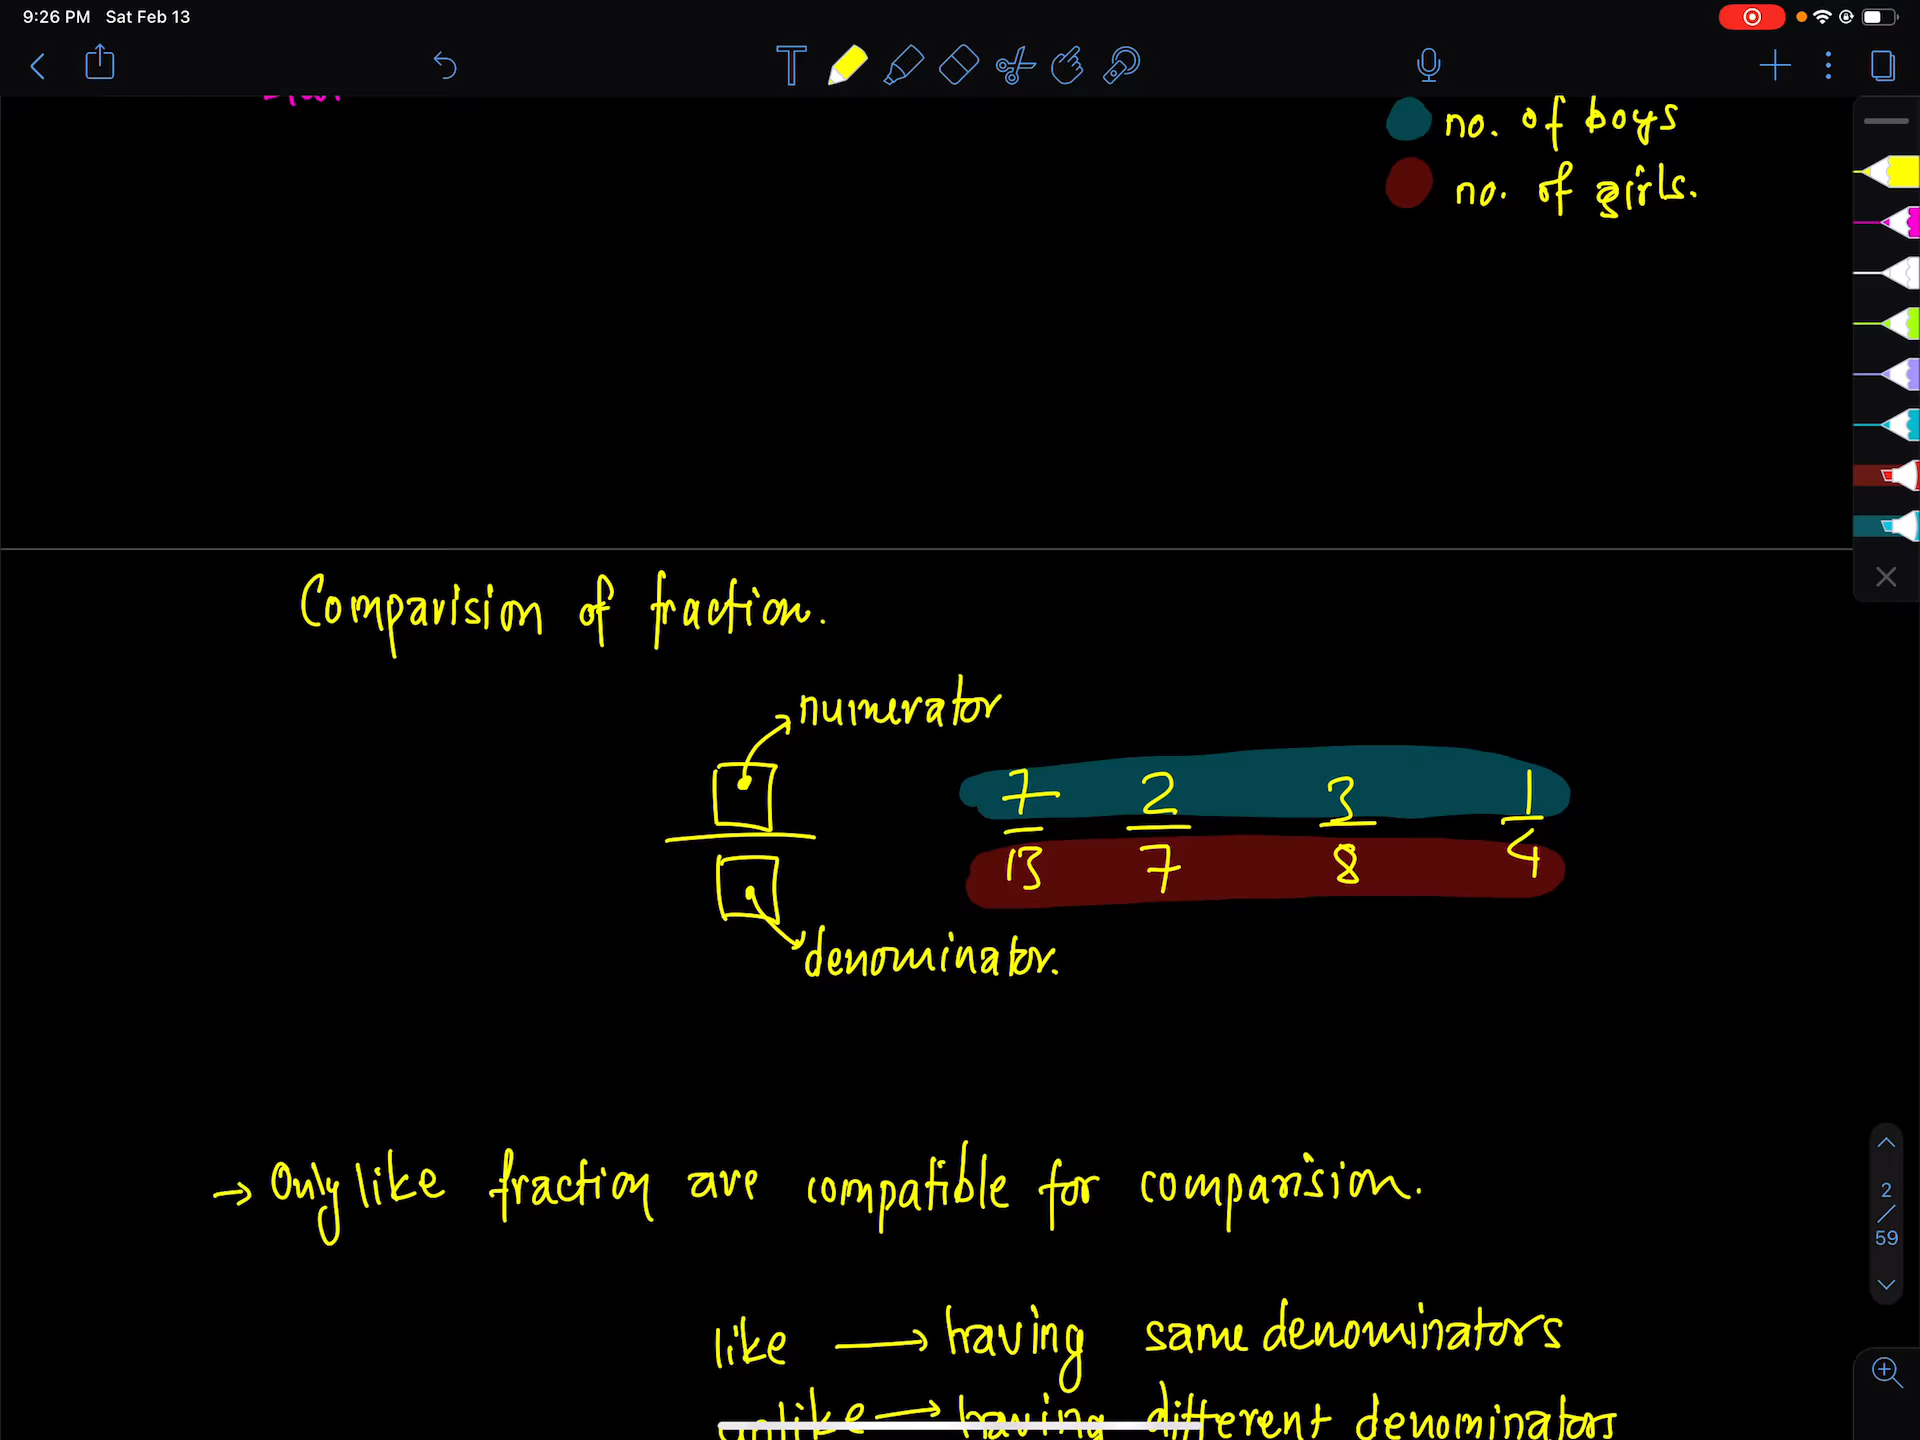 9:26 PM Sat Feb 13
no. of boys
no. of girls.
Comparision of fraction.
numerator
7 2 3 1
13 7 8 4
denominator.
→ Only like fraction are compatible for comparision.
2
/
59
like → having same denominators
unlike → having different denominators